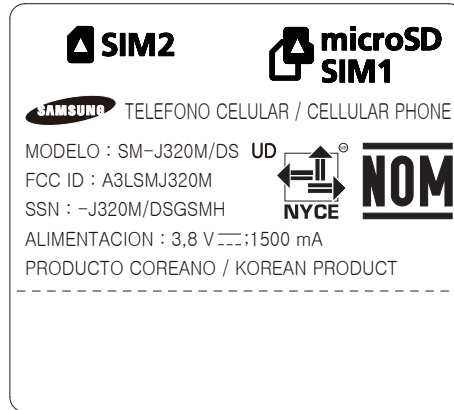 SIM2
microSD
SIM1
SAMSUNG TELEFONO CELULAR / CELLULAR PHONE
MODELO : SM-J320M/DS UD
FCC ID : A3LSMJ320M
SSN : -J320M/DSGSMH
NYCE
NOM
ALIMENTACION : 3,8 V ⎓;1500 mA
PRODUCTO COREANO / KOREAN PRODUCT